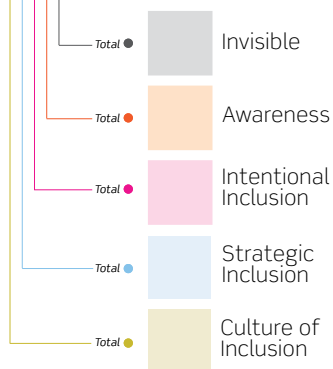 Total
Invisible
Total
Awareness
Total
Intentional
Inclusion
Total
Strategic
Inclusion
Total
Culture of
Inclusion